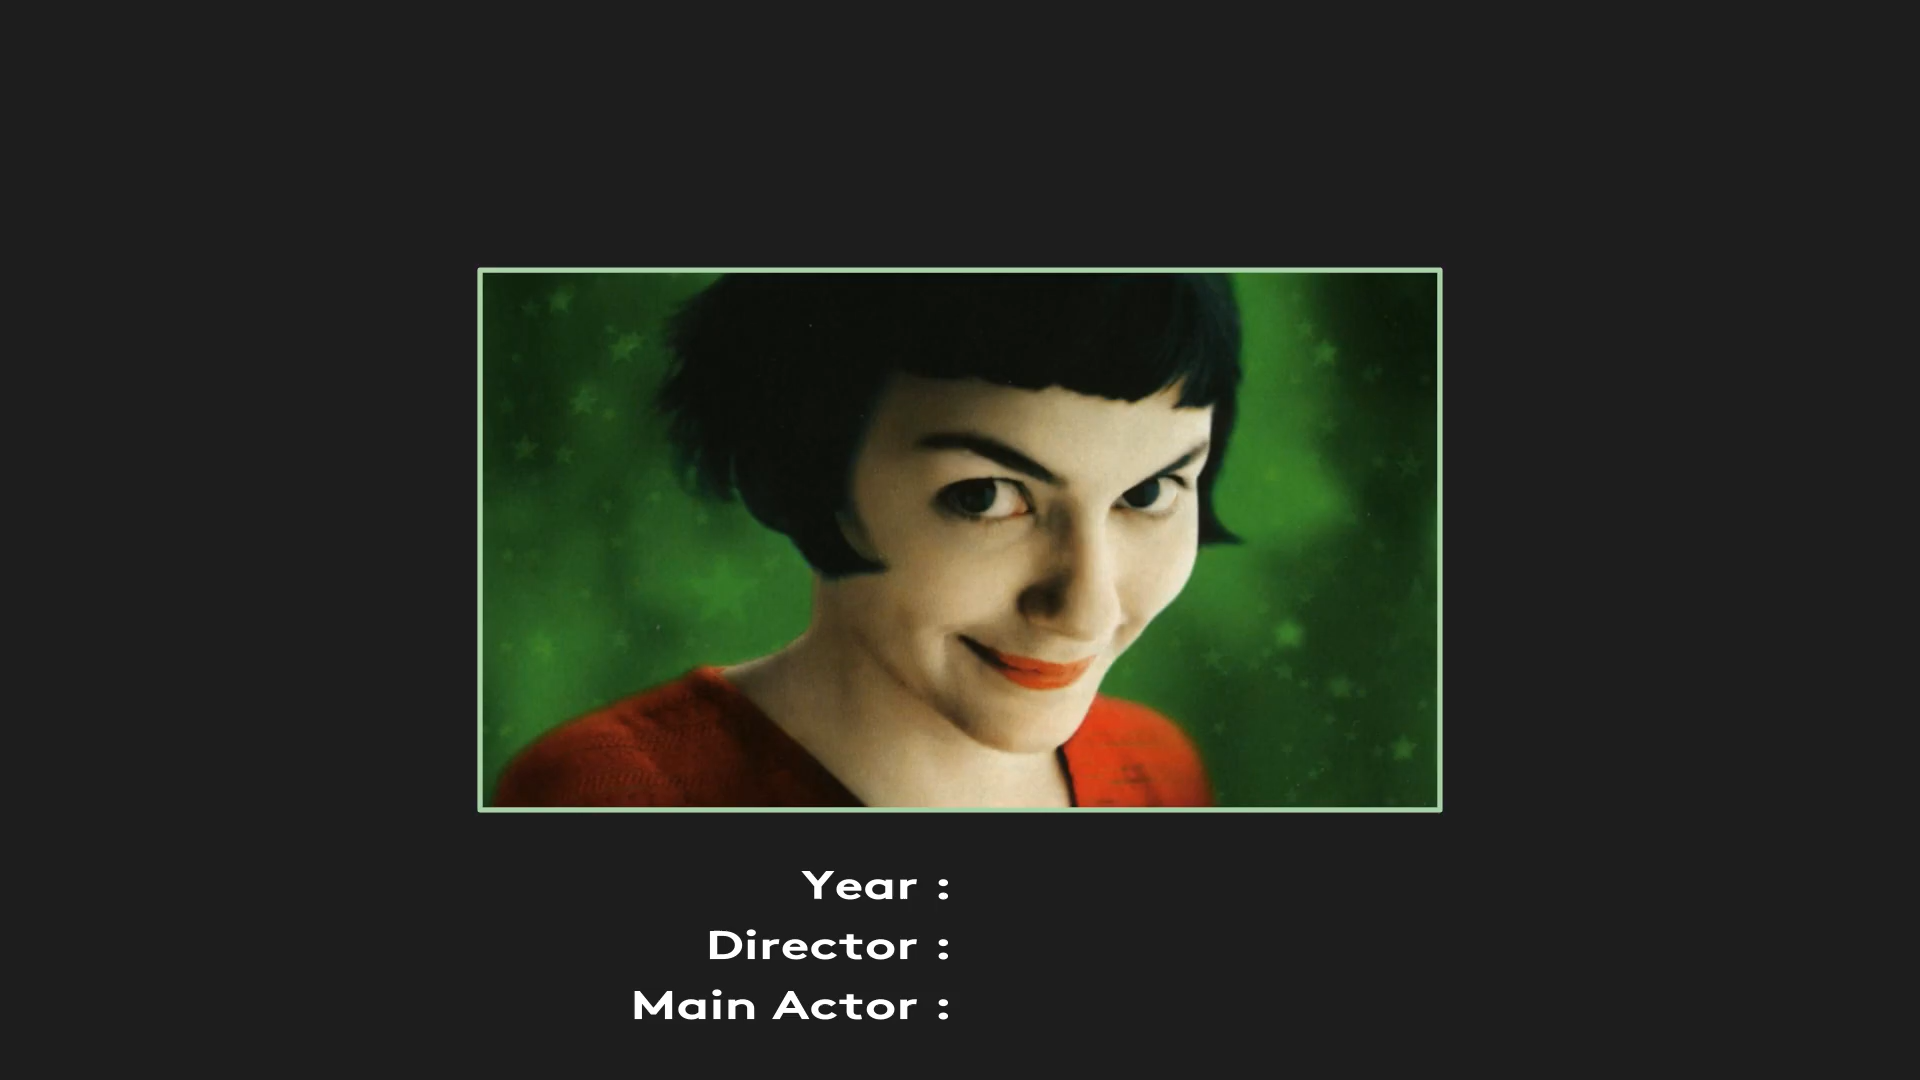 Year :
Director :
Main Actor :